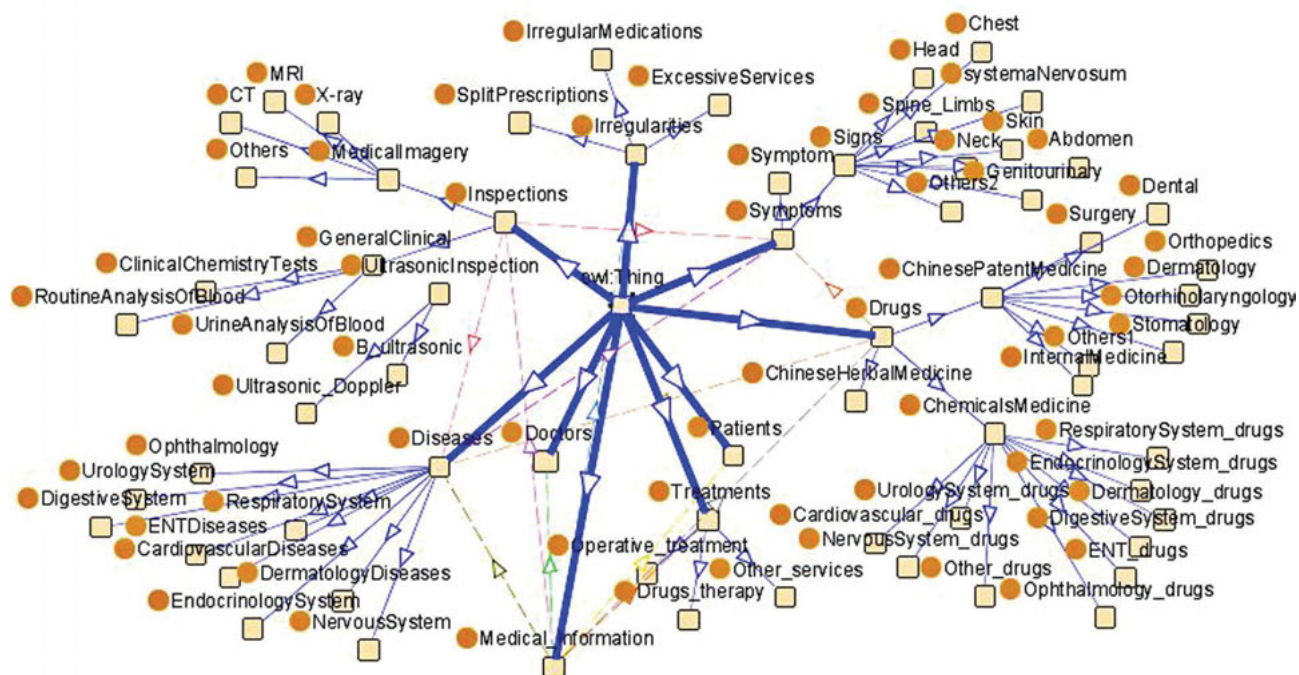 Chest
IrregularMedications
Head
MRI
ExcessiveServices
systemaNervosum
CT
X-ray
SplitPrescriptions
Spine_Limbs
Irregularities
Skin
Signs
Neck
Abdomen
Others
MedicalImagery
Symptom
Genitourinary
Others2
Dental
Inspections
Symptoms
Surgery
GeneralClinical
Orthopedics
ClinicalChemistryTests
UltrasonicInspection
owl:Thing
ChinesePatentMedicine
Dermatology
RoutineAnalysisOfBlood
Drugs
Otorhinolaryngology
UrineAnalysisOfBlood
Stomatology
B_ultrasonic
Others1
InternalMedicine
Ultrasonic_Doppler
ChineseHerbalMedicine
ChemicalsMedicine
Diseases
Doctors
Patients
Ophthalmology
RespiratorySystem_drugs
UrologySystem
EndocrinologySystem_drugs
DigestiveSystem
RespiratorySystem
Treatments
UrologySystem_drugs
Dermatology_drugs
ENTDiseases
Cardiovascular_drugs
DigestiveSystem_drugs
CardiovascularDiseases
Operative_treatment
NervousSystem_drugs
ENT_drugs
DermatologyDiseases
Other_services
Other_drugs
EndocrinologySystem
Drugs_therapy
Ophthalmology_drugs
NervousSystem
Medical_Information